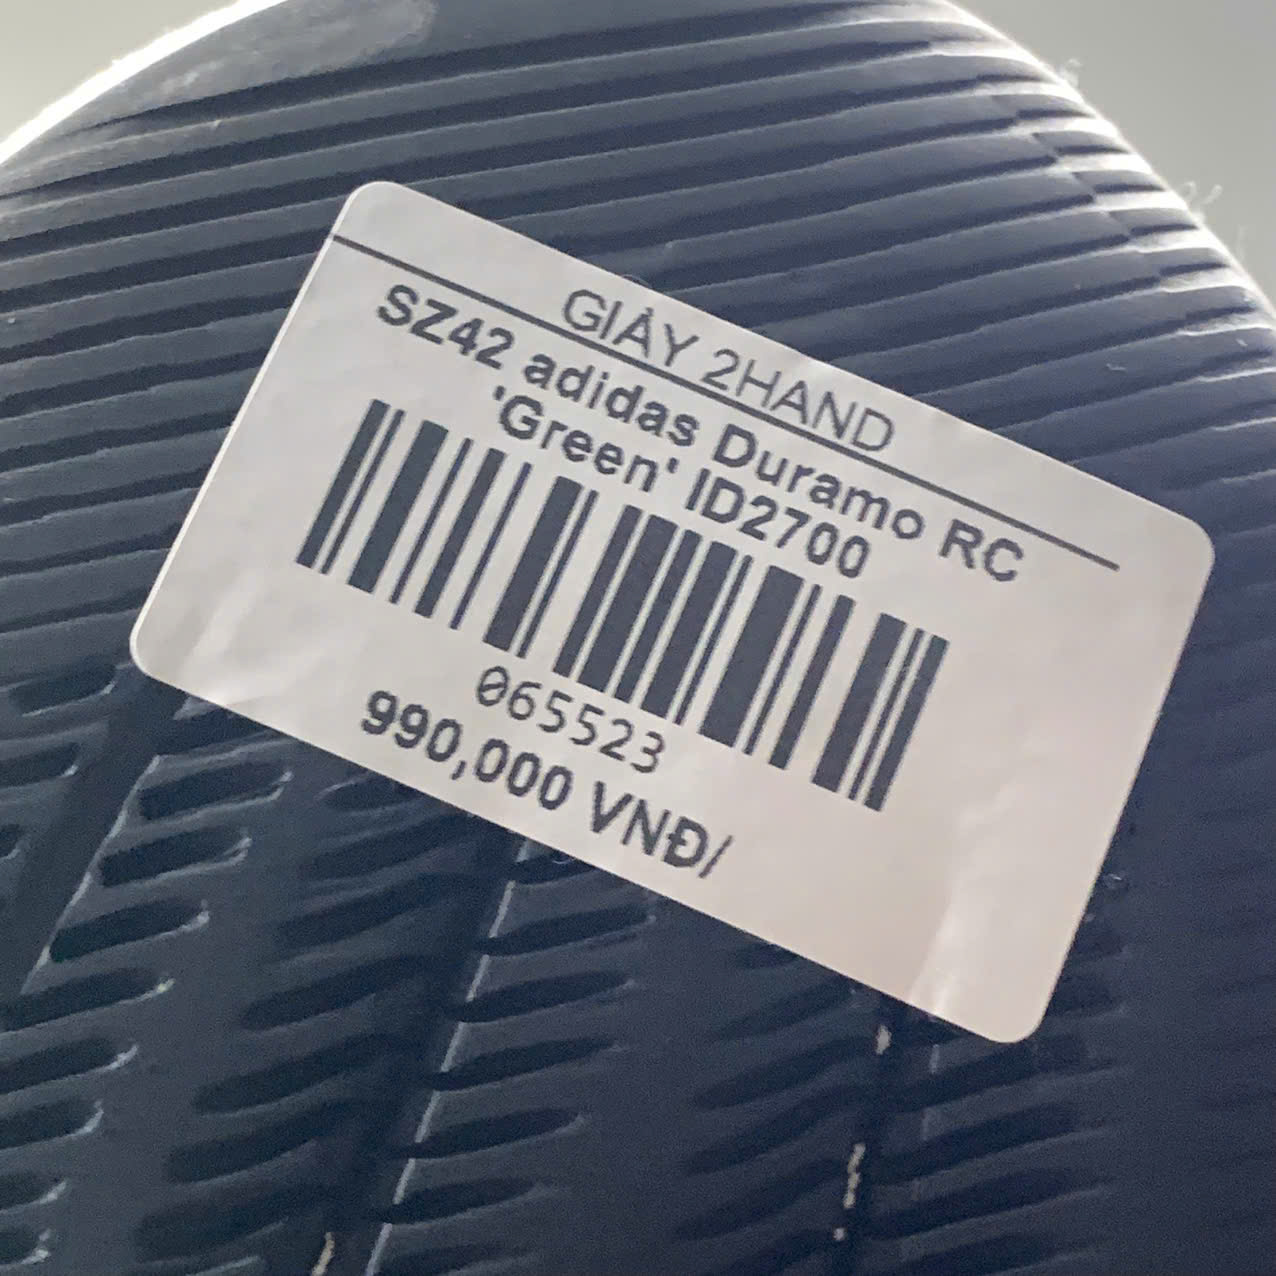 GIÀY 2HAND
SZ42 adidas Duramo RC
'Green' ID2700
065523
990,000 VNĐ/